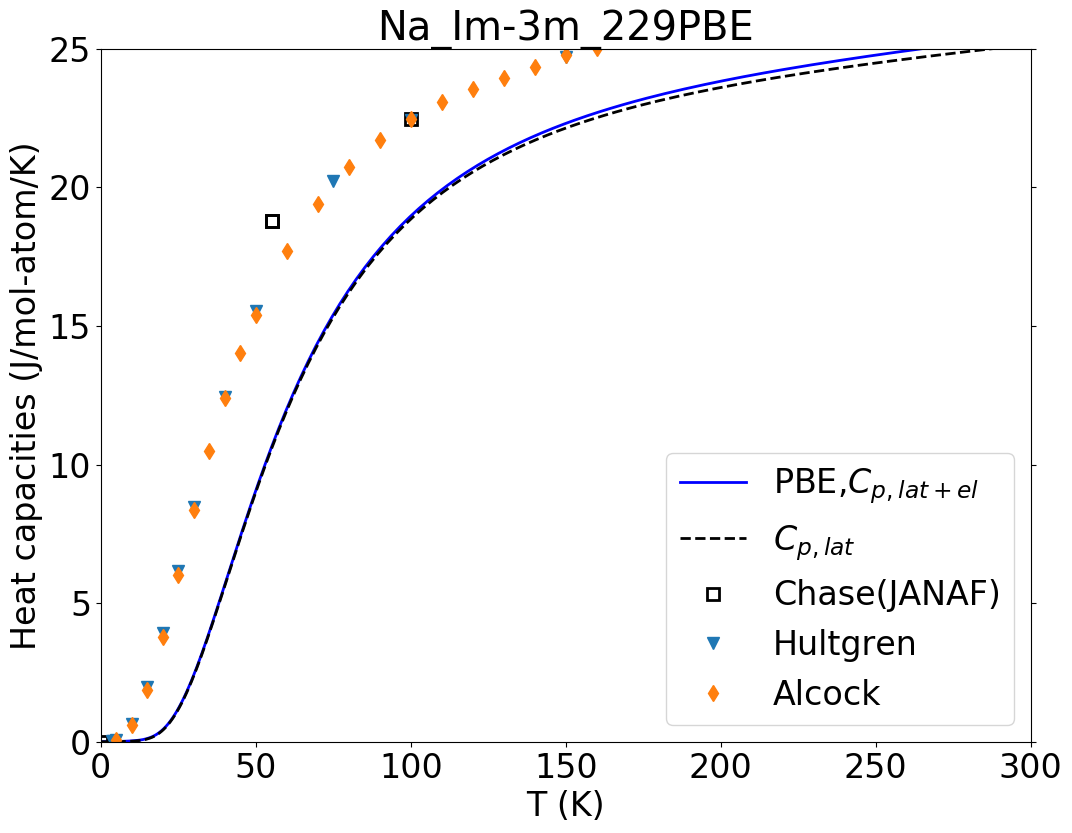 Na_Im-3m_229PBE
Heat capacities (J/mol-atom/K)
25
20
15
10
5
0
0 50 100 150 200 250 300
T (K)
PBE,$C_{p,lat+el}$
$C_{p,lat}$
Chase(JANAF)
Hultgren
Alcock